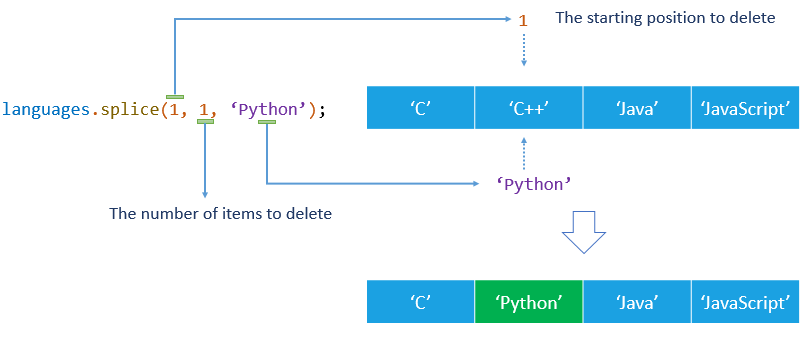 1 The starting position to delete
languages.splice(1, 1, ‘Python’);
‘C’ ‘C++’ ‘Java’ ‘JavaScript’
‘Python’
The number of items to delete
‘C’ ‘Python’ ‘Java’ ‘JavaScript’